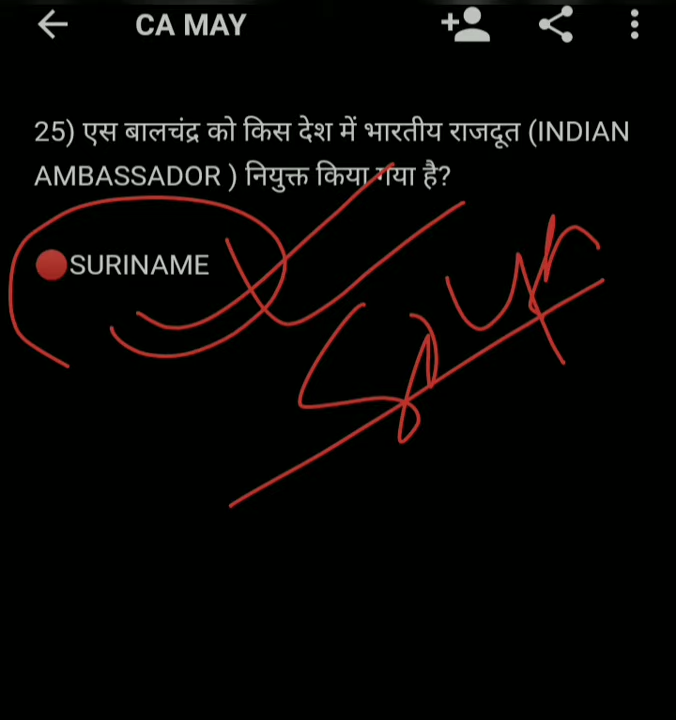 CA MAY
25) एस बालचंद्र को किस देश में भारतीय राजदूत (INDIAN
AMBASSADOR ) नियुक्त किया गया है?
SURINAME